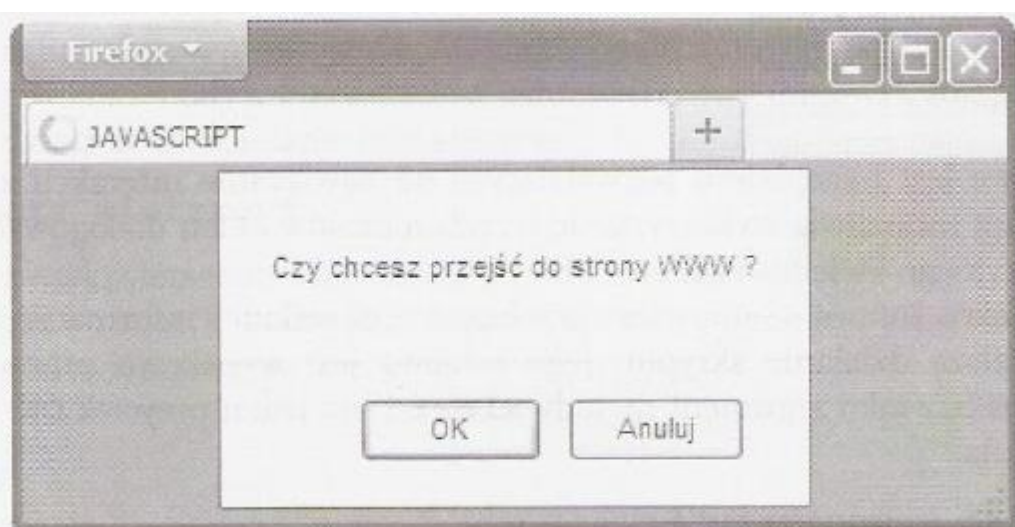 Firefox
JAVASCRIPT
+
Czy chcesz przejść do strony WWW ?
OK
Anuluj